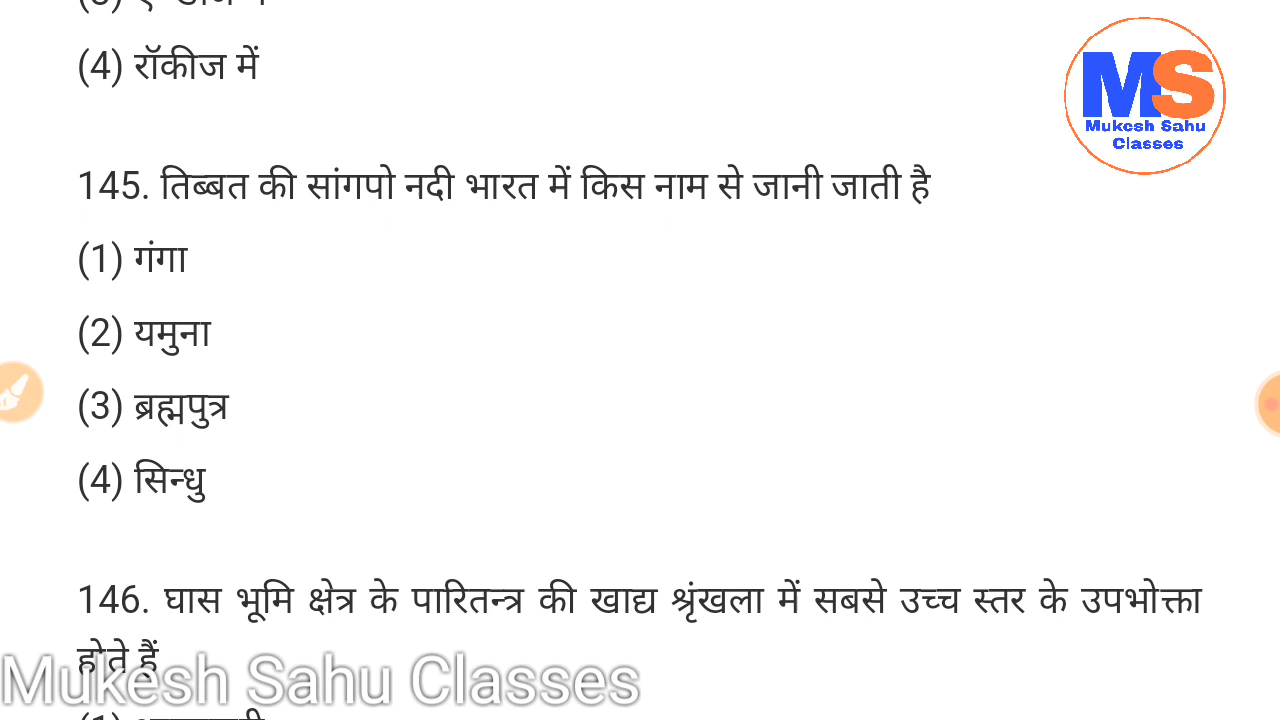 (4) रॉकीज में
MS
Mukesh Sahu
Classes
145. तिब्बत की सांगपो नदी भारत में किस नाम से जानी जाती है
(1) गंगा
(2) यमुना
(3) ब्रह्मपुत्र
(4) सिन्धु
146. घास भूमि क्षेत्र के पारितन्त्र की खाद्य श्रृंखला में सबसे उच्च स्तर के उपभोक्ता
होते हैं
Mukesh Sahu Classes